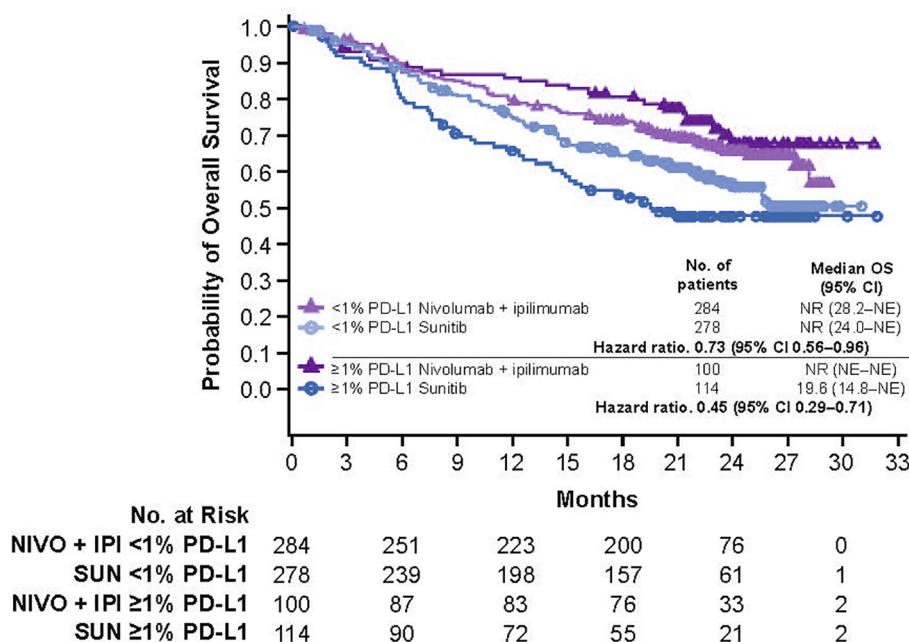 Probability of Overall Survival
1.0
0.9
0.8
0.7
0.6
0.5
0.4
0.3
0.2
0.1
0.0
No. of patients
Median OS (95% CI)
<1% PD-L1 Nivolumab + ipilimumab 284 NR (28.2–NE)
<1% PD-L1 Sunitib 278 NR (24.0–NE)
Hazard ratio. 0.73 (95% CI 0.56–0.96)
≥1% PD-L1 Nivolumab + ipilimumab 100 NR (NE–NE)
≥1% PD-L1 Sunitib 114 19.6 (14.8–NE)
Hazard ratio. 0.45 (95% CI 0.29–0.71)
0 3 6 9 12 15 18 21 24 27 30 33
Months
No. at Risk
NIVO + IPI <1% PD-L1 284 251 223 200 76 0
SUN <1% PD-L1 278 239 198 157 61 1
NIVO + IPI ≥1% PD-L1 100 87 83 76 33 2
SUN ≥1% PD-L1 114 90 72 55 21 2